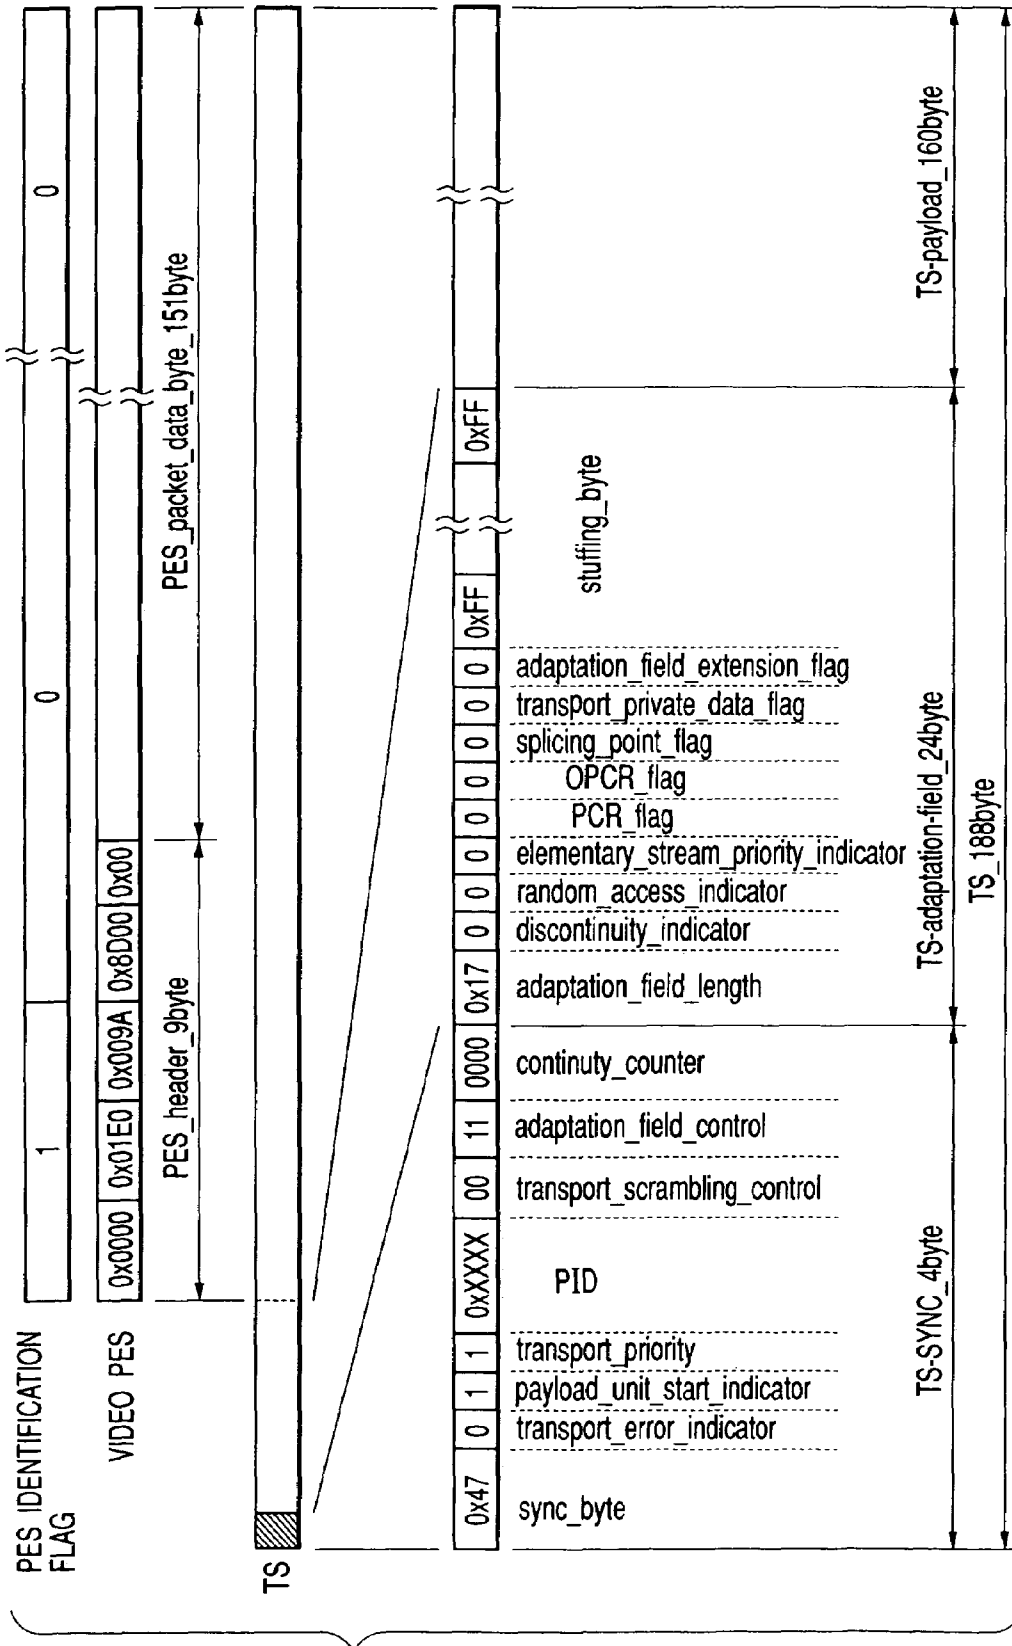 PES IDENTIFICATION
FLAG
1
0
0
VIDEO PES
0x0000
0x01E0
0x009A
0x8D00
0x00
PES_header_9byte
PES_packet_data_byte_151byte
TS
0x47
0
1
1
0xXXXX
00
11
0000
0x17
0
0
0
0
0
0
0
0
0xFF
0xFF
sync_byte
transport_error_indicator
payload_unit_start_indicator
transport_priority
PID
transport_scrambling_control
adaptation_field_control
continuty_counter
adaptation_field_length
discontinuity_indicator
random_access_indicator
elementary_stream_priority_indicator
PCR_flag
OPCR_flag
splicing_point_flag
transport_private_data_flag
adaptation_field_extension_flag
stuffing_byte
TS-SYNC_4byte
TS-adaptation-field_24byte
TS-payload_160byte
TS_188byte